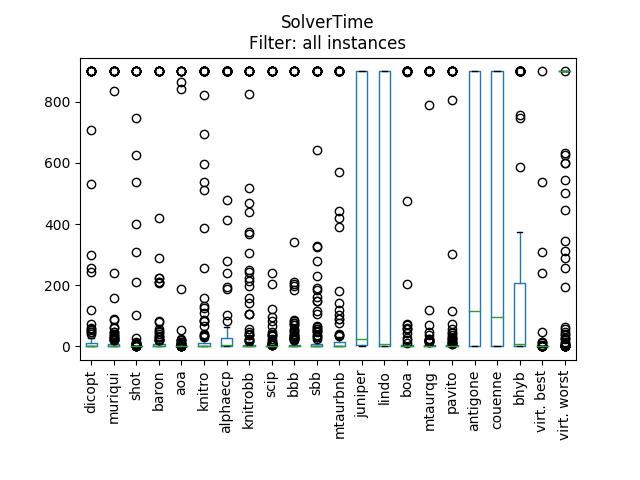 SolverTime
Filter: all instances
800
600
400
200
0
dicopt
muriqui
shot
baron
aoa
knitro
alphaecp
knitrobb
scip
bbb
sbb
mtaurbnb
juniper
lindo
boa
mtaurqg
pavito
antigone
couenne
bhyb
virt. best
virt. worst